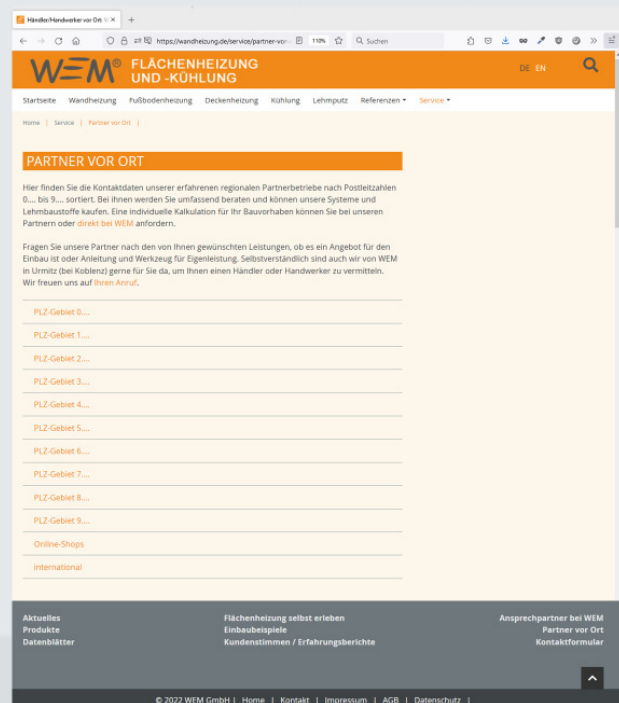 Händler/Handwerker vor Ort
https://wandheizung.de/service/partner-vor-
110%
Suchen
WEM® FLÄCHENHEIZUNG
UND -KÜHLUNG
DE EN
Startseite Wandheizung Fußbodenheizung Deckenheizung Kühlung Lehmputz Referenzen Service
Home | Service | Partner vor Ort |
PARTNER VOR ORT
Hier finden Sie die Kontaktdaten unserer erfahrenen regionalen Partnerbetriebe nach Postleitzahlen
0.... bis 9.... sortiert. Bei ihnen werden Sie umfassend beraten und können unsere Systeme und
Lehmbaustoffe kaufen. Eine individuelle Kalkulation für Ihr Bauvorhaben können Sie bei unseren
Partnern oder direkt bei WEM anfordern.
Fragen Sie unsere Partner nach den von Ihnen gewünschten Leistungen, ob es ein Angebot für den
Einbau ist oder Anleitung und Werkzeug für Eigenleistung. Selbstverständlich sind auch wir von WEM
in Urmitz (bei Koblenz) gerne für Sie da, um Ihnen einen Händler oder Handwerker zu vermitteln.
Wir freuen uns auf Ihren Anruf.
PLZ-Gebiet 0....
PLZ-Gebiet 1....
PLZ-Gebiet 2....
PLZ-Gebiet 3....
PLZ-Gebiet 4....
PLZ-Gebiet 5....
PLZ-Gebiet 6....
PLZ-Gebiet 7....
PLZ-Gebiet 8....
PLZ-Gebiet 9....
Online-Shops
International
Aktuelles Flächenheizung selbst erleben Ansprechpartner bei WEM
Produkte Einbaubeispiele Partner vor Ort
Datenblätter Kundenstimmen / Erfahrungsberichte Kontaktformular
© 2022 WEM GmbH | Home | Kontakt | Impressum | AGB | Datenschutz |